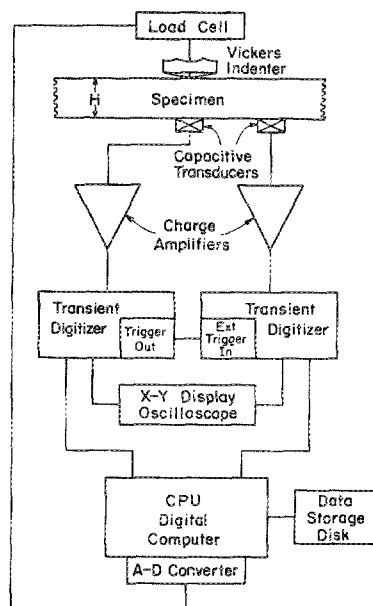 Load Cell
Vickers
Indenter
H
Specimen
Capacitive
Transducers
Charge
Amplifiers
Transient
Digitizer
Trigger
Out
Ext
Trigger
In
Transient
Digitizer
X-Y Display
Oscilloscope
CPU
Digital
Computer
Data
Storage
Disk
A-D Converter